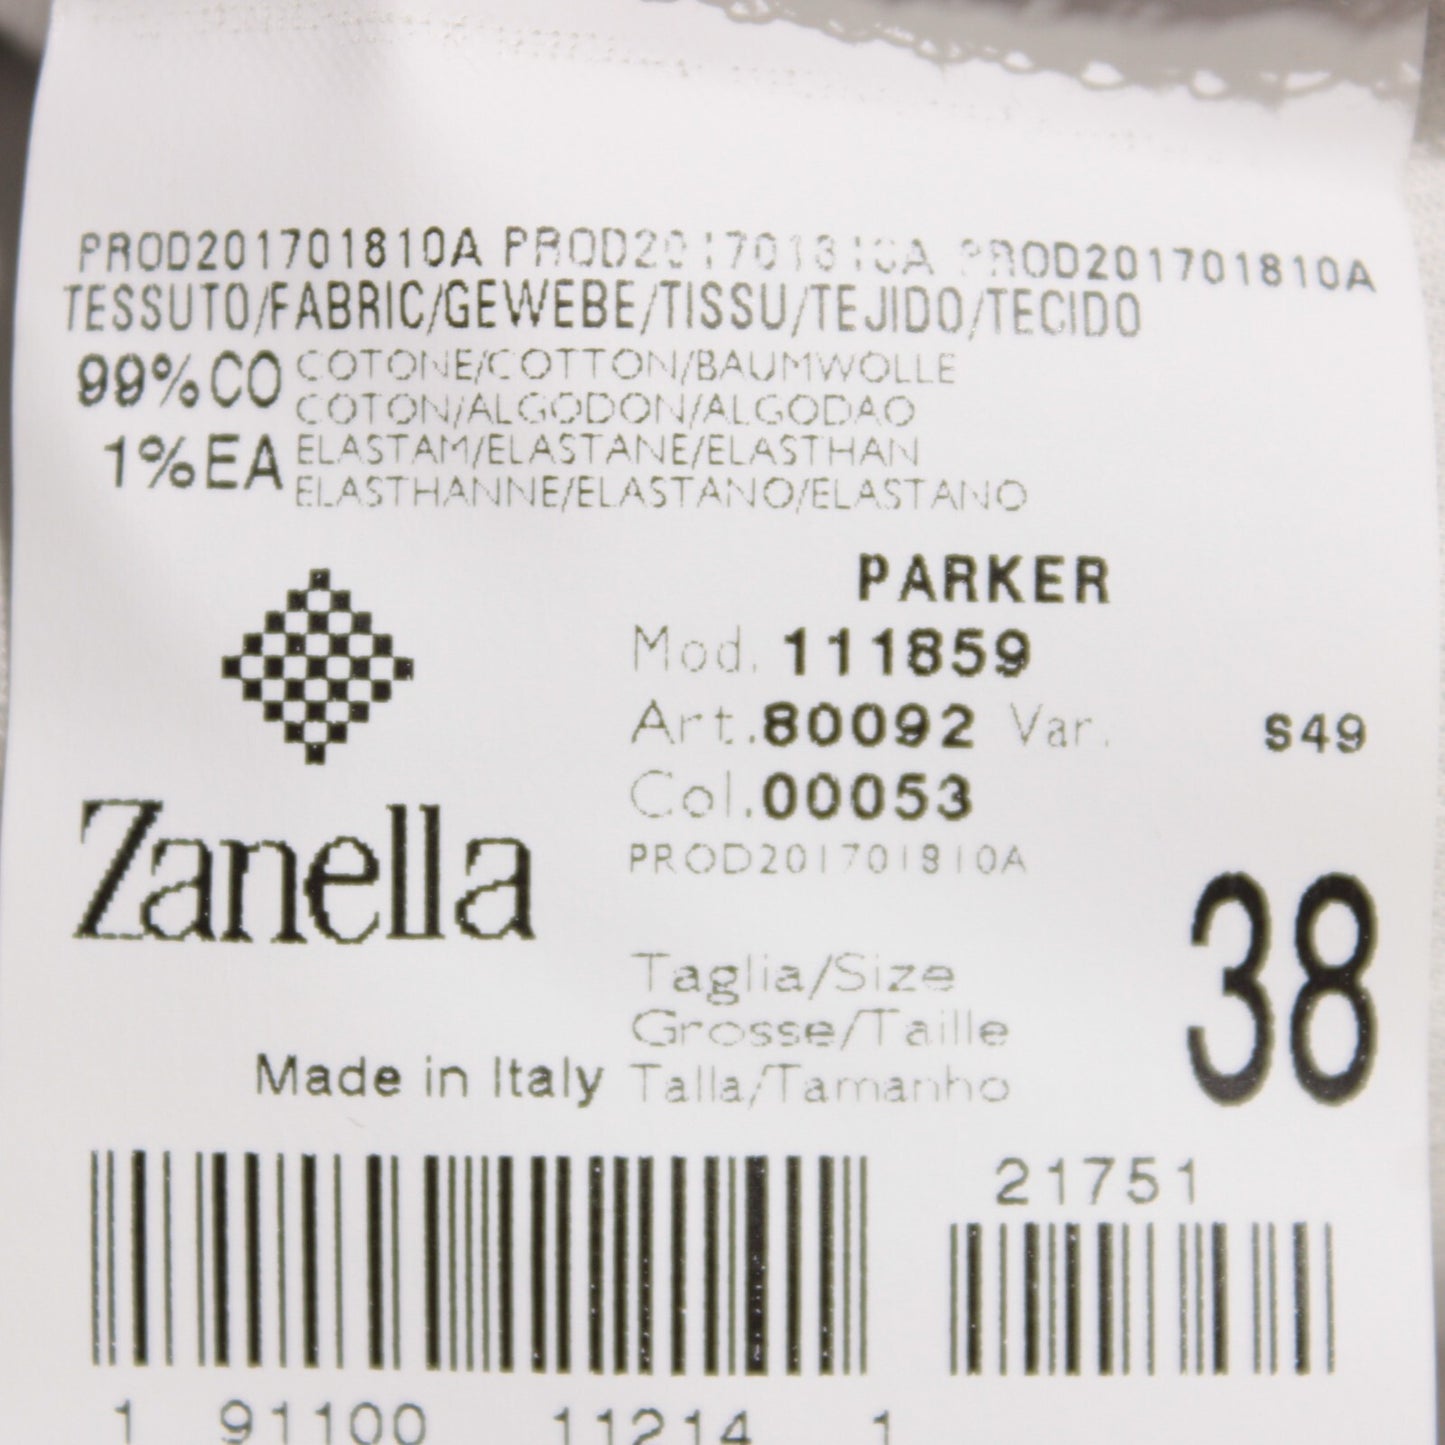 PROD201701810A PROD201701810A PROD201701810A
TESSUTO/FABRIC/GEWEBE/TISSU/TEJIDO/TECIDO
99%CO COTONE/COTTON/BAUMWOLLE
COTON/ALGODON/ALGODAO
1%EA ELASTAM/ELASTANE/ELASTHAN
ELASTHANNE/ELASTANO/ELASTANO
PARKER
Mod. 111859
Art.80092 Var. S49
Col.00053
PROD201701810A
Zanella
38
Taglia/Size
Grosse/Taille
Made in Italy Talla/Tamanho
21751
1 91100 11214 1